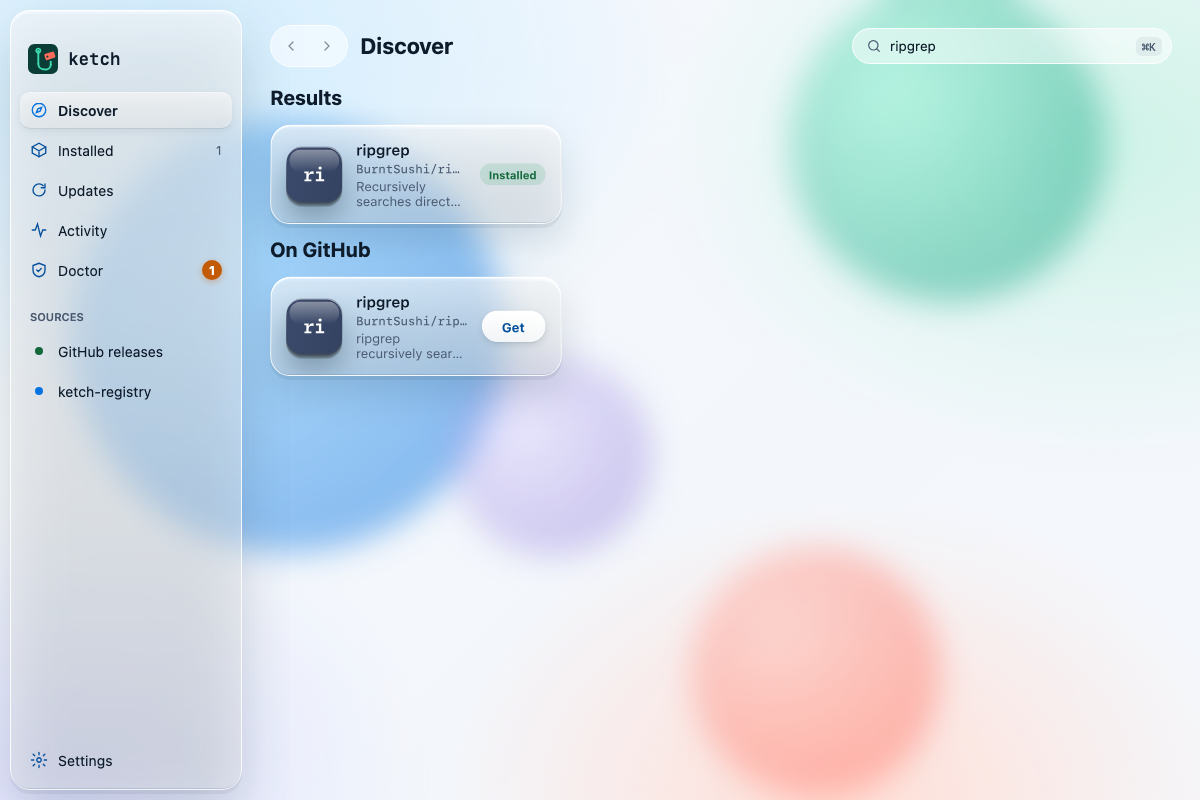 ketch
Discover
Installed 1
Updates
Activity
Doctor 1
SOURCES
GitHub releases
ketch-registry
Settings
Discover
ripgrep ⌘K
Results
ri
ripgrep
BurntSushi/ri…
Recursively
searches direct…
Installed
On GitHub
ri
ripgrep
BurntSushi/rip…
ripgrep
recursively sear…
Get